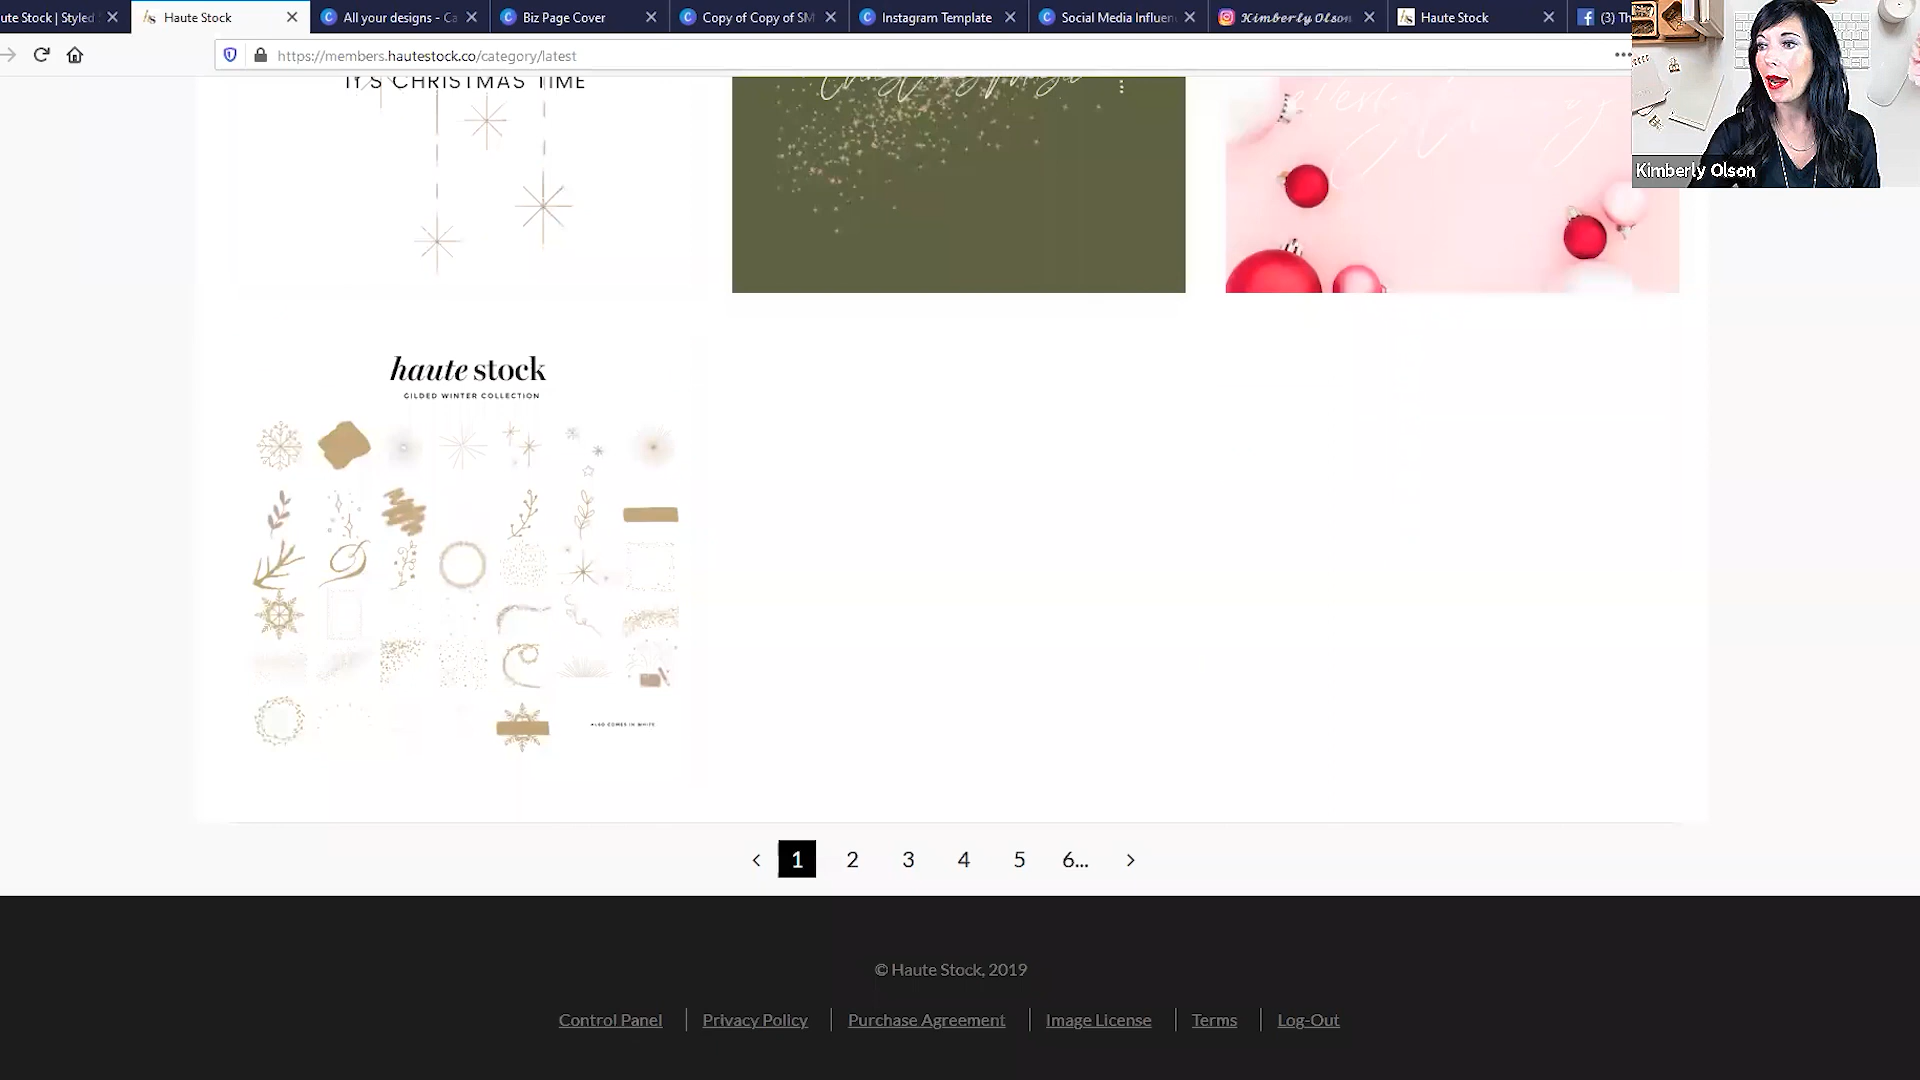 ute Stock | Styled
Haute Stock
All your designs - Ca
Biz Page Cover
Copy of Copy of SM
Instagram Template
Social Media Influen
𝓚𝓲𝓶𝓫𝓮𝓻𝓵𝔂 𝓞𝓵𝓼𝓸𝓷
Haute Stock
(3) Th
https://members.hautestock.co/category/latest
Kimberly Olson
IT'S CHRISTMAS TIME
haute stock
GILDED WINTER COLLECTION
ALSO COMES IN WHITE
< 1 2 3 4 5 6... >
© Haute Stock, 2019
Control Panel | Privacy Policy | Purchase Agreement | Image License | Terms | Log-Out